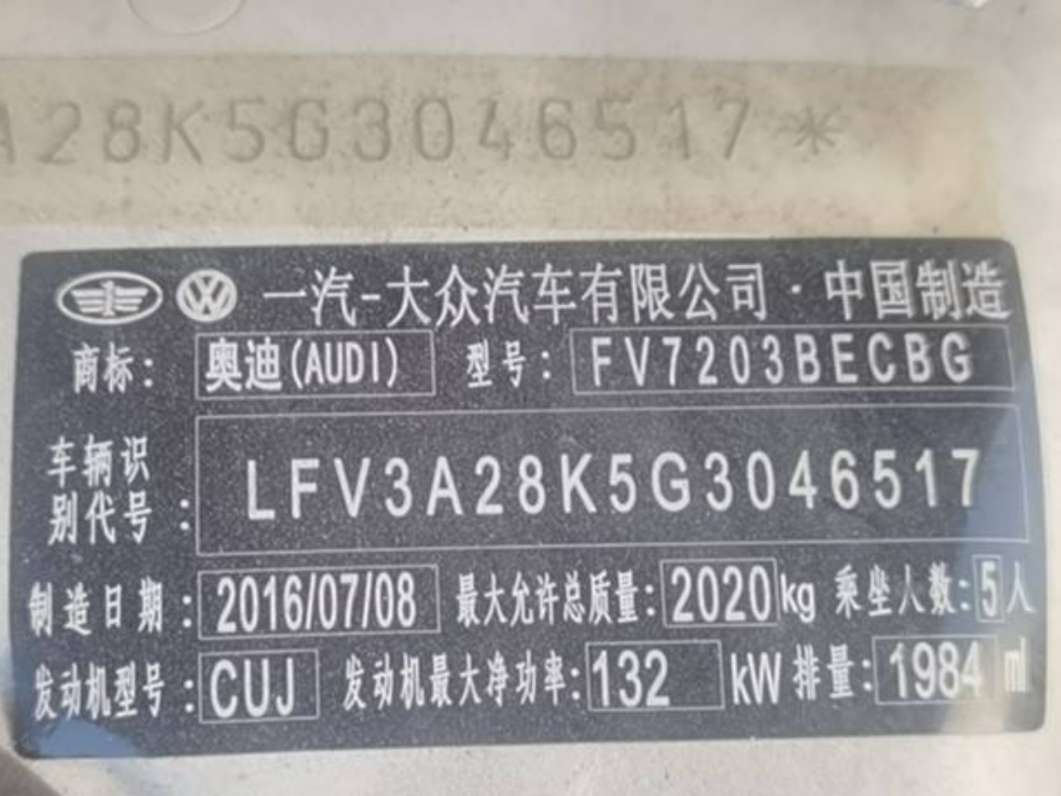 A28K5G3046517*
一汽-大众汽车有限公司·中国制造
商标: 奥迪(AUDI) 型号: FV7203BECBG
车辆识别代号: LFV3A28K5G3046517
制造日期: 2016/07/08 最大允许总质量: 2020kg 乘坐人数: 5人
发动机型号: CUJ 发动机最大净功率: 132 kW 排量: 1984 ml